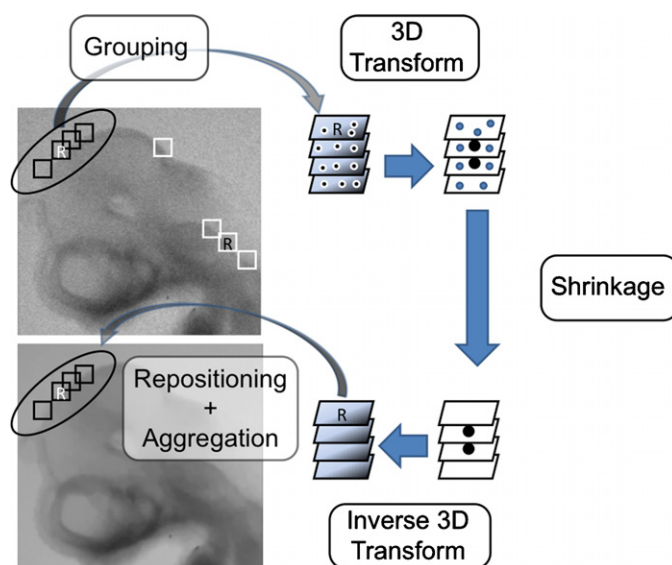 Grouping
3D
Transform
R
R
R
Shrinkage
Repositioning
+
Aggregation
R
R
Inverse 3D
Transform